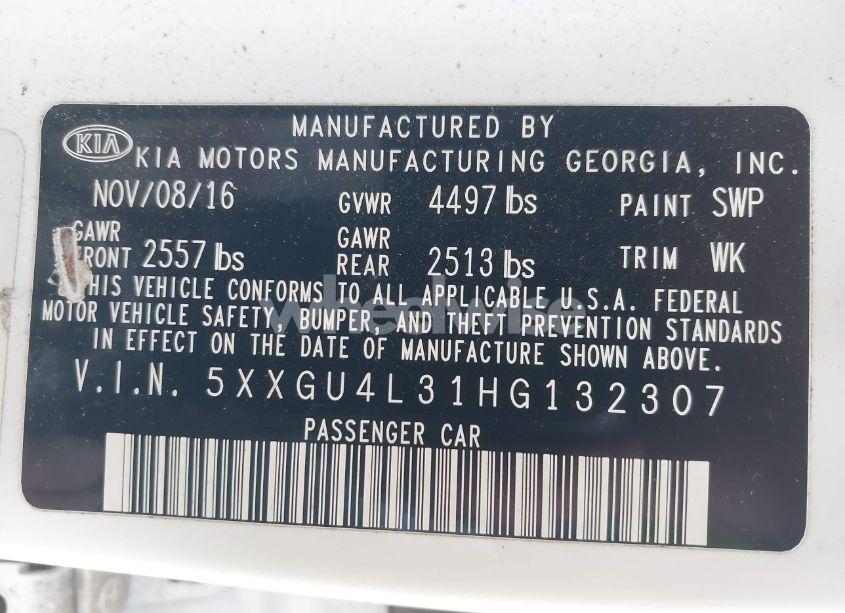 MANUFACTURED BY
KIA KIA MOTORS MANUFACTURING GEORGIA, INC.
NOV/08/16 GVWR 4497 lbs PAINT SWP
GAWR FRONT 2557 lbs GAWR REAR 2513 lbs TRIM WK
THIS VEHICLE CONFORMS TO ALL APPLICABLE U.S.A. FEDERAL
MOTOR VEHICLE SAFETY, BUMPER, AND THEFT PREVENTION STANDARDS
IN EFFECT ON THE DATE OF MANUFACTURE SHOWN ABOVE.
V.I.N. 5XXGU4L31HG132307
PASSENGER CAR